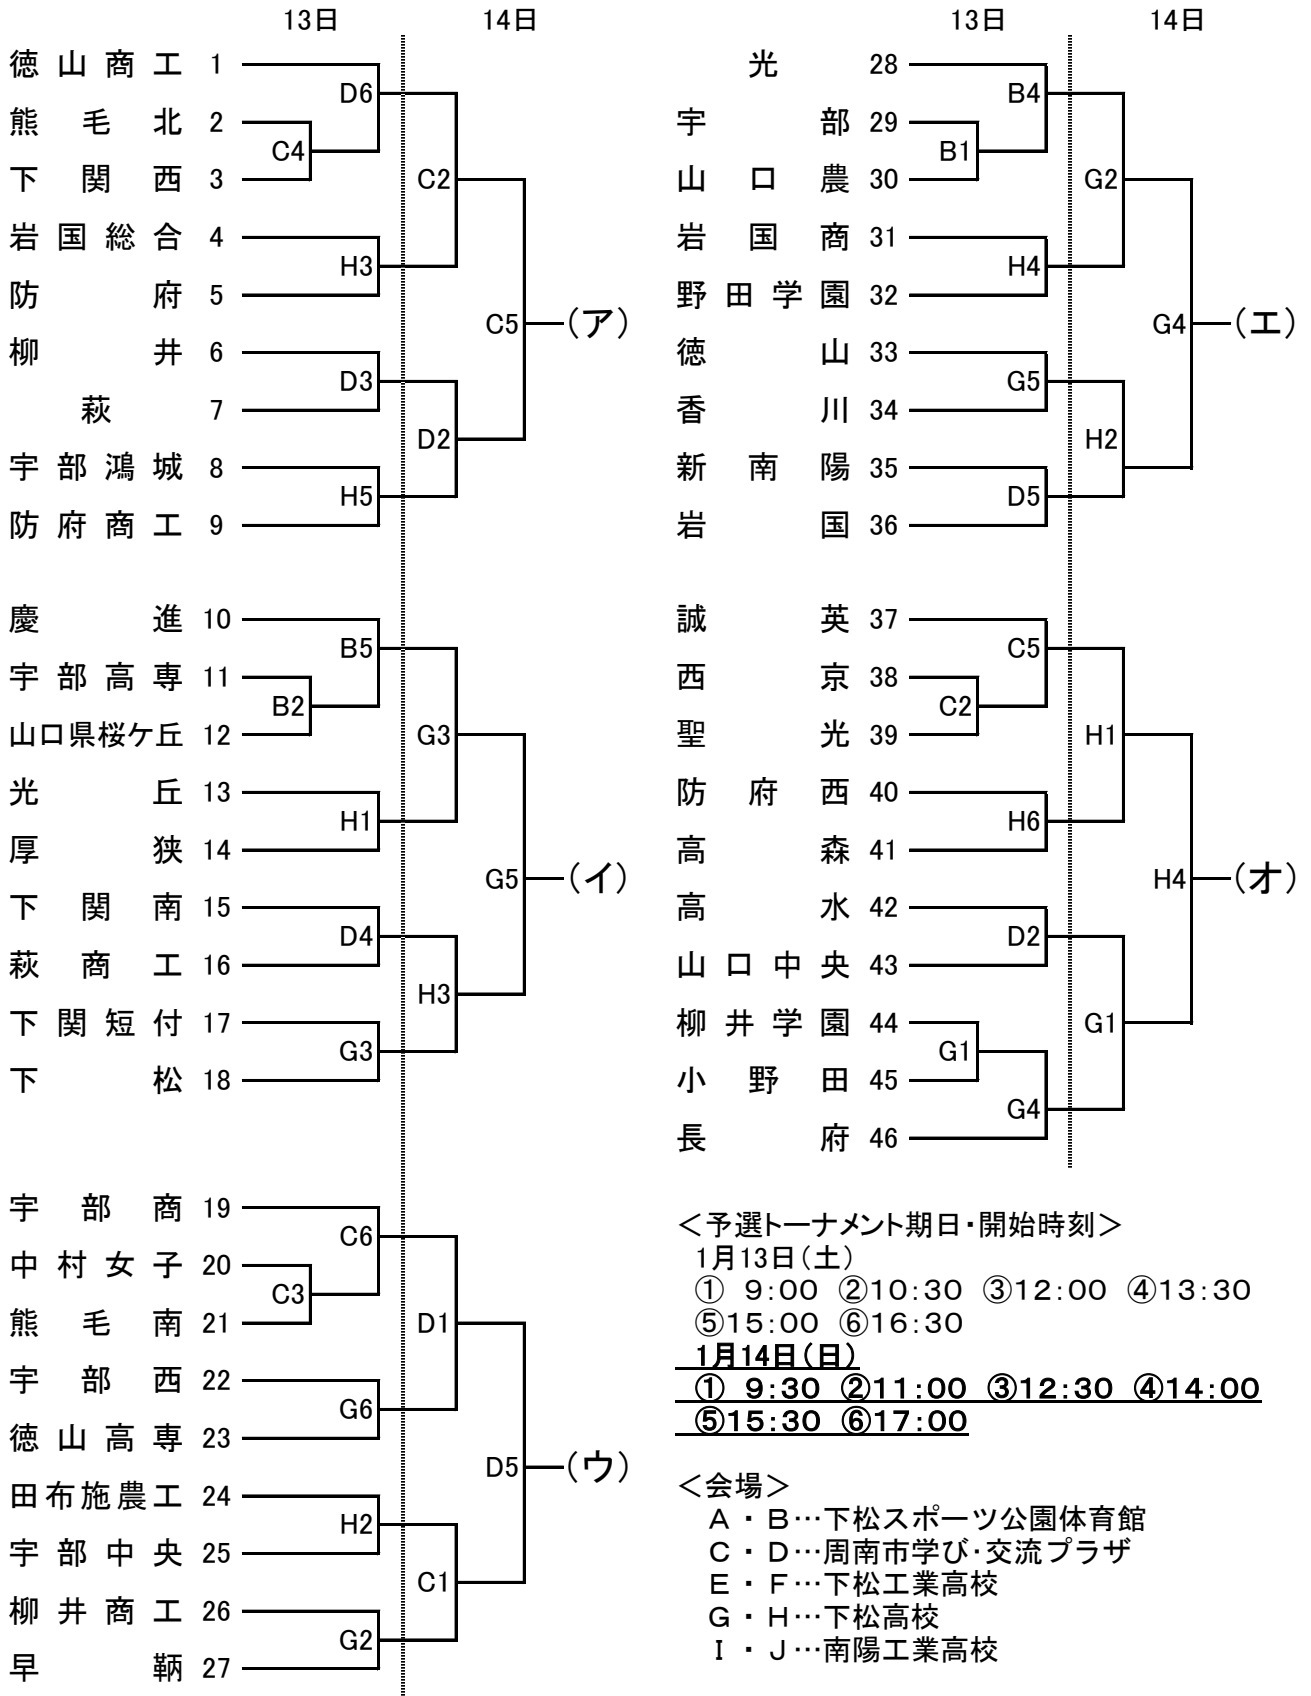 13日 14日
徳山商工 1
D6
熊毛北 2
C4
下関西 3
C2
岩国総合 4
H3
防府 5
C5 (ア)
柳井 6
D3
萩 7
D2
宇部鴻城 8
H5
防府商工 9
慶進 10
B5
宇部高専 11
B2
山口県桜ケ丘 12
G3
光丘 13
H1
厚狭 14
G5 (イ)
下関南 15
D4
萩商工 16
H3
下関短付 17
G3
下松 18
宇部商 19
C6
中村女子 20
C3
熊毛南 21
D1
宇部西 22
G6
徳山高専 23
D5 (ウ)
田布施農工 24
H2
宇部中央 25
C1
柳井商工 26
G2
早鞆 27
13日 14日
光 28
B4
宇部 29
B1
山口農 30
G2
岩国商 31
H4
野田学園 32
G4 (エ)
徳山 33
G5
香川 34
H2
新南陽 35
D5
岩国 36
誠英 37
C5
西京 38
C2
聖光 39
H1
防府西 40
H6
高森 41
H4 (オ)
高水 42
D2
山口中央 43
柳井学園 44
G1
G1
小野田 45
G4
長府 46
＜予選トーナメント期日・開始時刻＞
1月13日（土）
① 9:00 ②10:30 ③12:00 ④13:30
⑤15:00 ⑥16:30
1月14日（日）
① 9:30 ②11:00 ③12:30 ④14:00
⑤15:30 ⑥17:00
＜会場＞
A・B…下松スポーツ公園体育館
C・D…周南市学び・交流プラザ
E・F…下松工業高校
G・H…下松高校
I・J…南陽工業高校